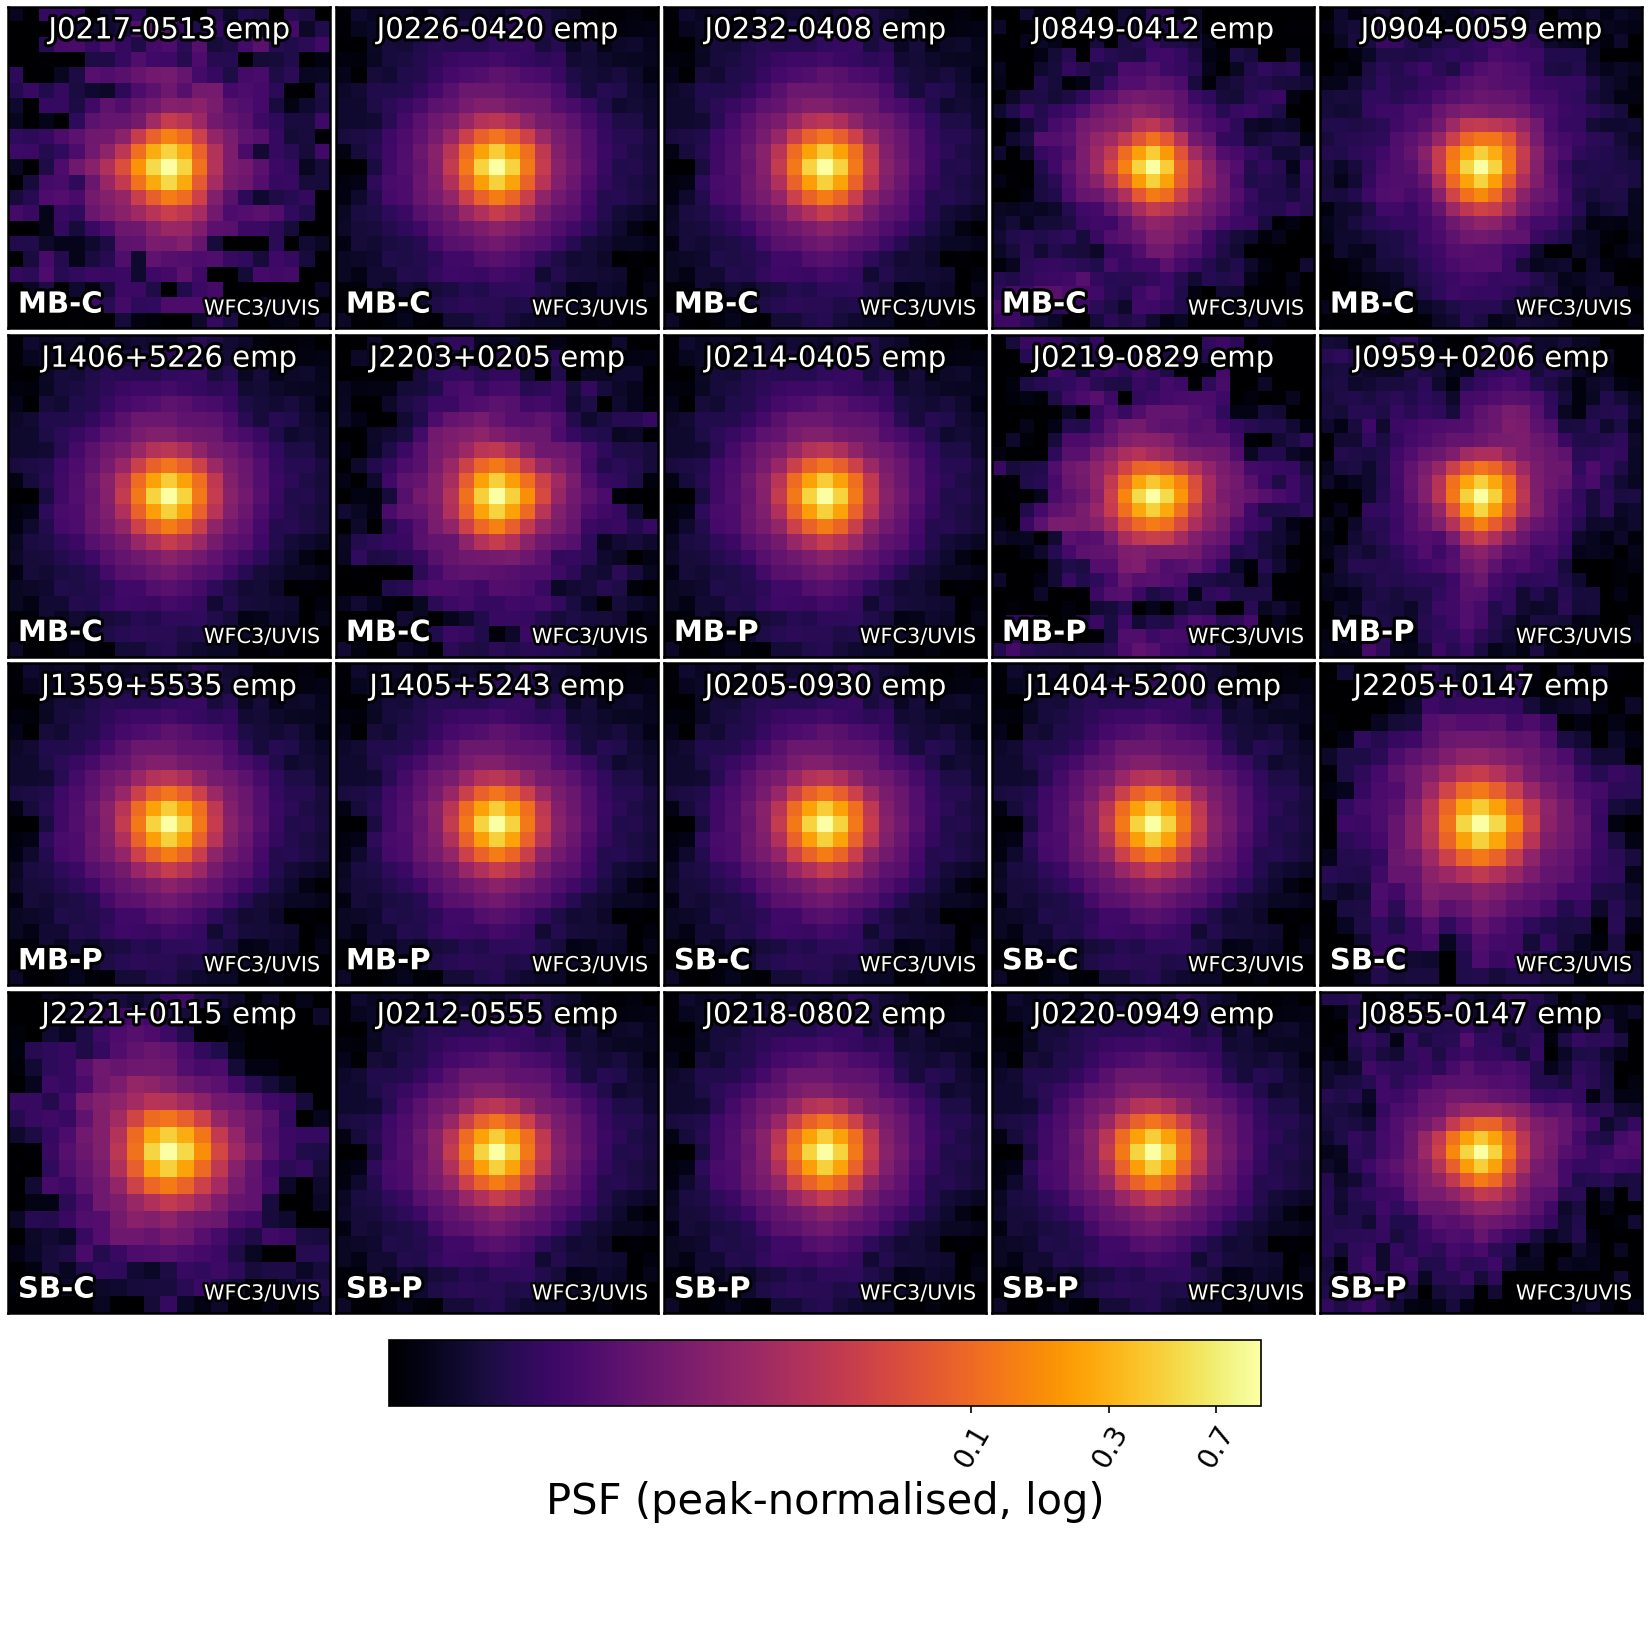 J0217-0513 emp
MB-C WFC3/UVIS
J0226-0420 emp
MB-C WFC3/UVIS
J0232-0408 emp
MB-C WFC3/UVIS
J0849-0412 emp
MB-C WFC3/UVIS
J0904-0059 emp
MB-C WFC3/UVIS
J1406+5226 emp
MB-C WFC3/UVIS
J2203+0205 emp
MB-C WFC3/UVIS
J0214-0405 emp
MB-P WFC3/UVIS
J0219-0829 emp
MB-P WFC3/UVIS
J0959+0206 emp
MB-P WFC3/UVIS
J1359+5535 emp
MB-P WFC3/UVIS
J1405+5243 emp
MB-P WFC3/UVIS
J0205-0930 emp
SB-C WFC3/UVIS
J1404+5200 emp
SB-C WFC3/UVIS
J2205+0147 emp
SB-C WFC3/UVIS
J2221+0115 emp
SB-C WFC3/UVIS
J0212-0555 emp
SB-P WFC3/UVIS
J0218-0802 emp
SB-P WFC3/UVIS
J0220-0949 emp
SB-P WFC3/UVIS
J0855-0147 emp
SB-P WFC3/UVIS
0.1 0.3 0.7
PSF (peak-normalised, log)